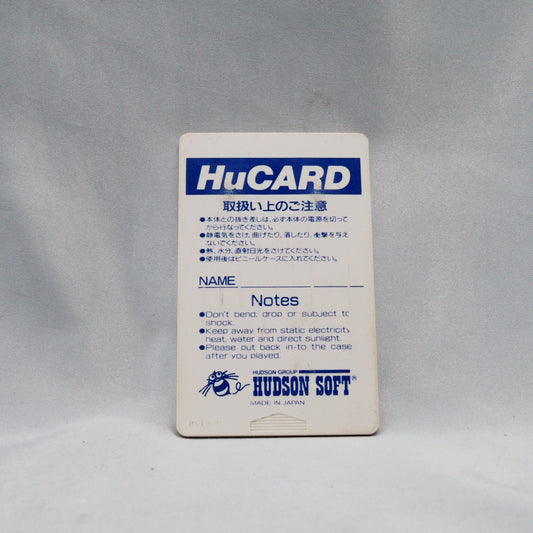 HuCARD
取扱い上のご注意
●本体との抜き差しは、必ず本体の電源を切って
から行なってください。
●静電気をさけ、曲げたり、落したり、衝撃を与え
ないでください。
●熱、水分、直射日光をさけてください。
●使用後はビニールケースに入れてください。
NAME
Notes
●Don't bend, drop or subject to
shock.
●Keep away from static electricity
heat, water and direct sunlight.
●Please put back in-to the case
after you played.
HUDSON GROUP
HUDSON SOFT®
MADE IN JAPAN